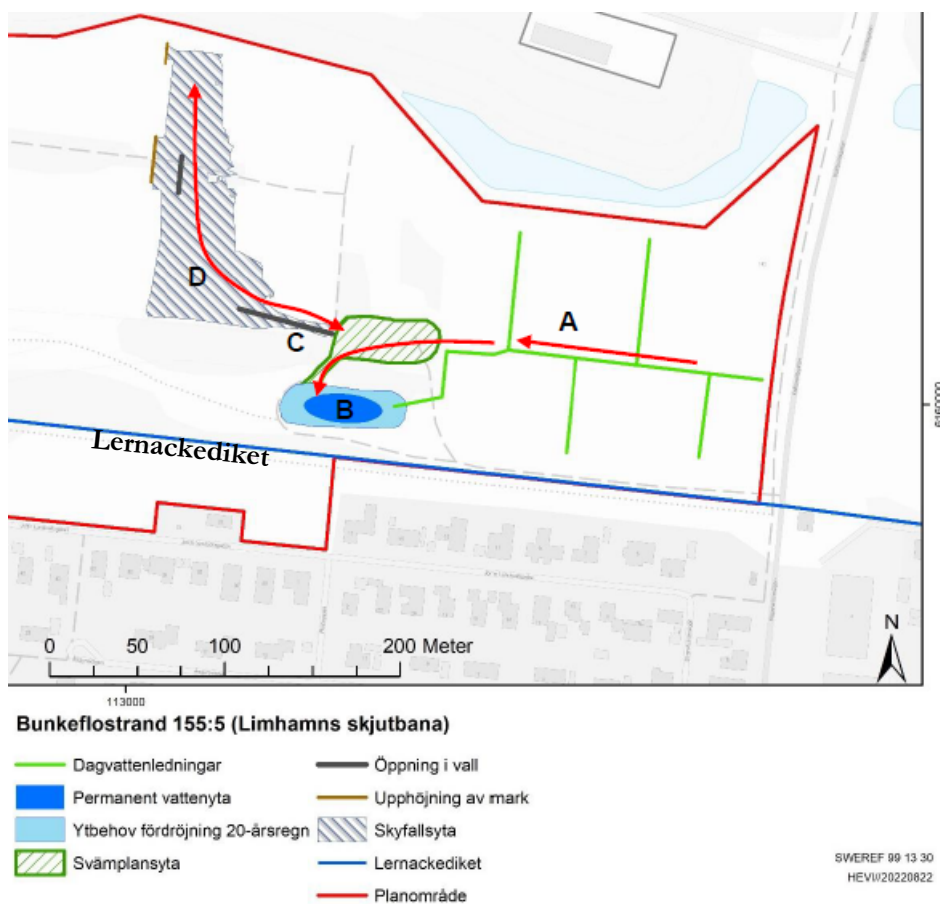 A
D
C
B
Lernackediket
6160000
N
0 50 100 200 Meter
113000
Bunkeflostrand 155:5 (Limhamns skjutbana)
Dagvattenledningar
Permanent vattenyta
Ytbehov fördröjning 20-årsregn
Svämplansyta
Öppning i vall
Upphöjning av mark
Skyfallsyta
Lernackediket
Planområde
SWEREF 99 13 30
HEVI//20220822